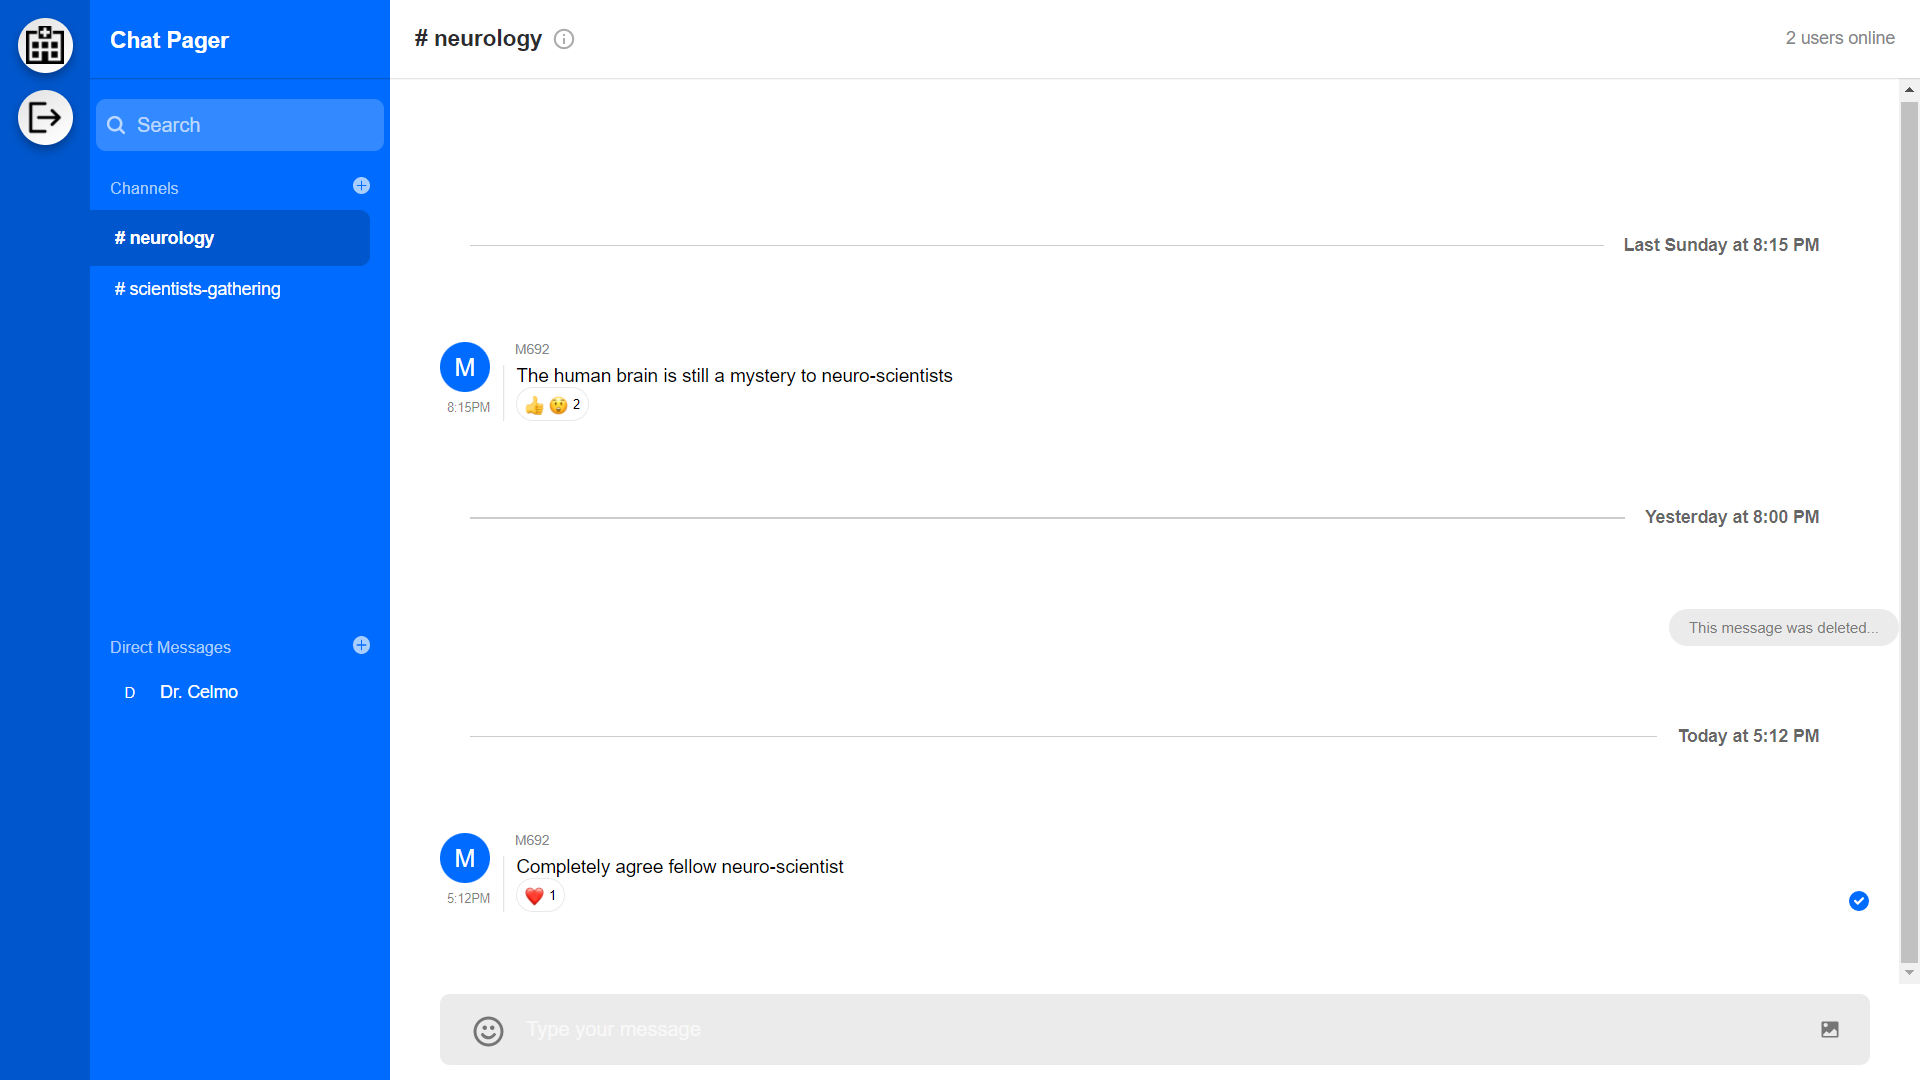 Chat Pager
Search
Channels
# neurology
# scientists-gathering
Direct Messages
D Dr. Celmo
# neurology
2 users online
Last Sunday at 8:15 PM
M
M692
The human brain is still a mystery to neuro-scientists
8:15PM
👍 😲 2
Yesterday at 8:00 PM
This message was deleted...
Today at 5:12 PM
M
M692
Completely agree fellow neuro-scientist
5:12PM
❤️ 1
Type your message